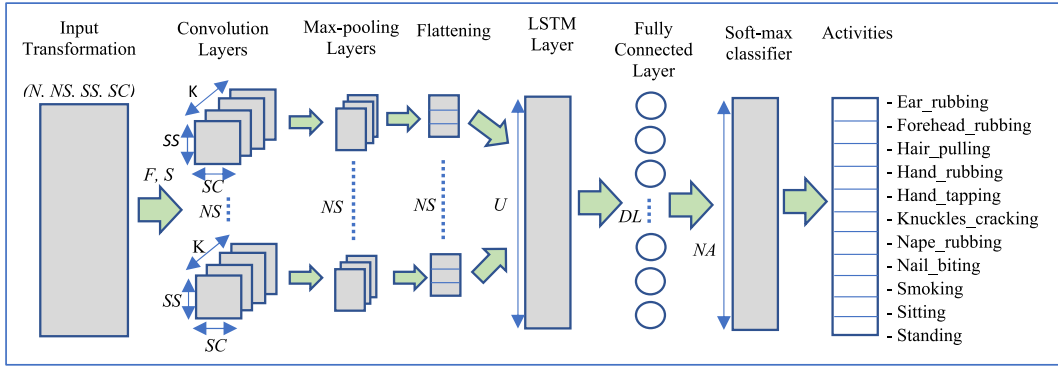 Input
Transformation
(N. NS. SS. SC)
Convolution
Layers
Max-pooling
Layers
Flattening
LSTM
Layer
Fully
Connected
Layer
Soft-max
classifier
Activities
K
SS
SC
F, S
NS
K
SS
SC
NS
NS
U
DL
NA
- Ear_rubbing
- Forehead_rubbing
- Hair_pulling
- Hand_rubbing
- Hand_tapping
- Knuckles_cracking
- Nape_rubbing
- Nail_biting
- Smoking
- Sitting
- Standing